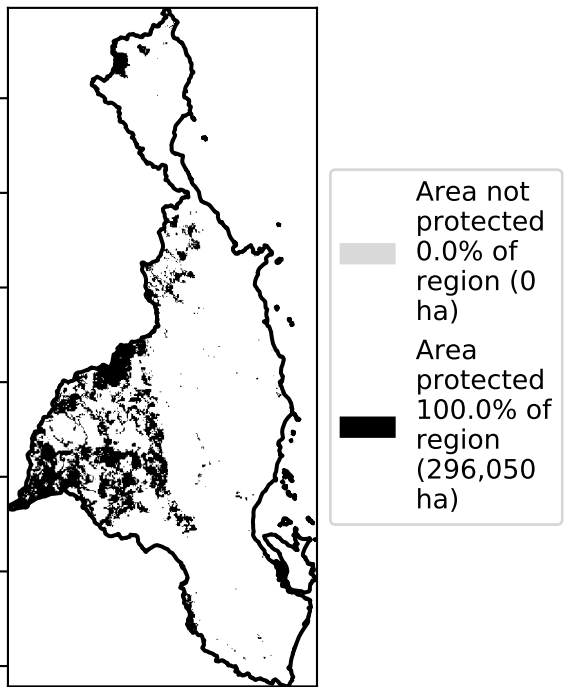 Area not
protected
0.0% of
region (0
ha)
Area
protected
100.0% of
region
(296,050
ha)